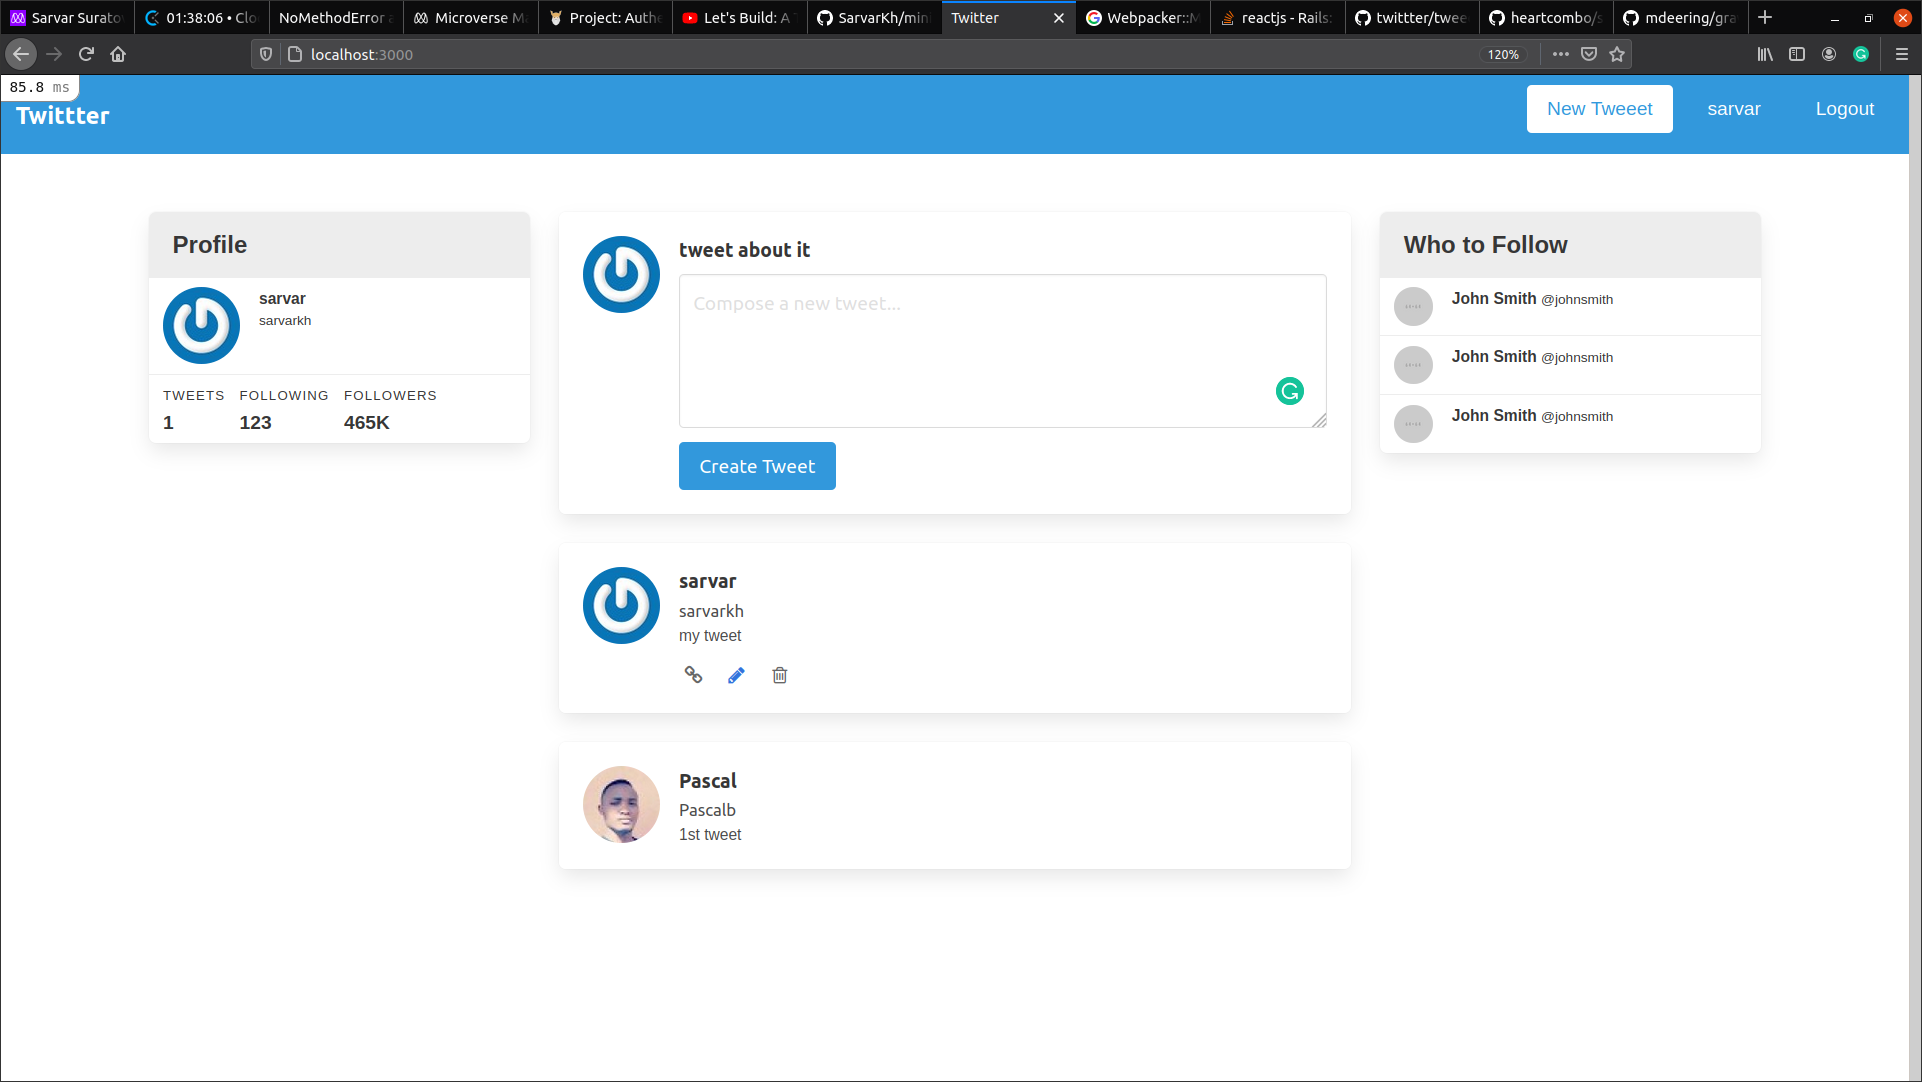 Sarvar Surato
01:38:06 • Clo
NoMethodError a
Microverse Ma
Project: Authe
Let's Build: A T
SarvarKh/mini
Twitter
Webpacker::M
reactjs - Rails:
twittter/twee
heartcombo/s
mdeering/gra
localhost:3000
120%
85.8 ms
Twittter
New Tweeet
sarvar
Logout
Profile
sarvar
sarvarkh
TWEETS FOLLOWING FOLLOWERS
1 123 465K
tweet about it
Compose a new tweet...
Create Tweet
sarvar
sarvarkh
my tweet
Pascal
Pascalb
1st tweet
Who to Follow
John Smith @johnsmith
John Smith @johnsmith
John Smith @johnsmith